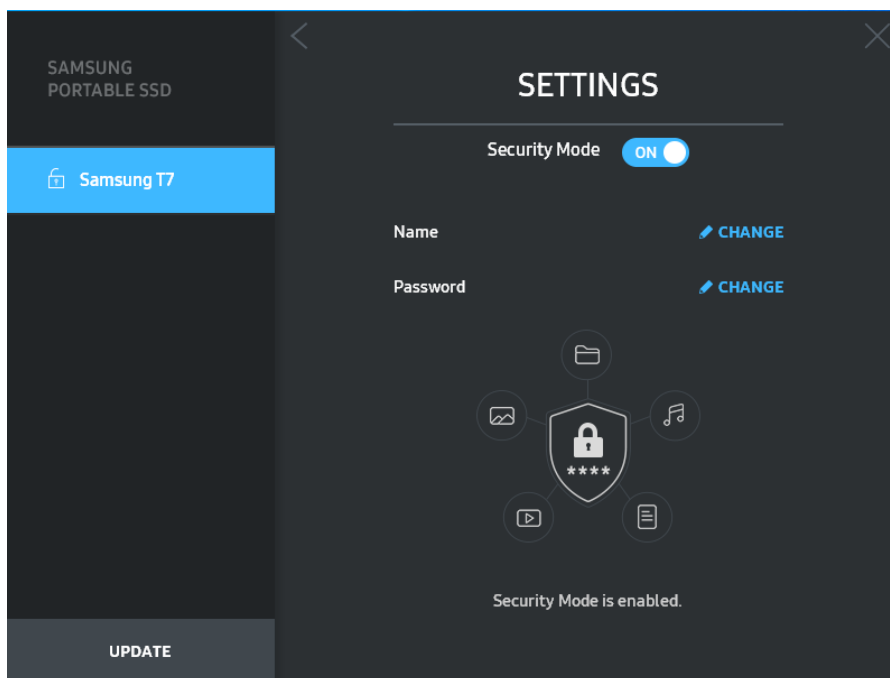 SAMSUNG
PORTABLE SSD
Samsung T7
UPDATE
SETTINGS
Security Mode ON
Name CHANGE
Password CHANGE
****
Security Mode is enabled.